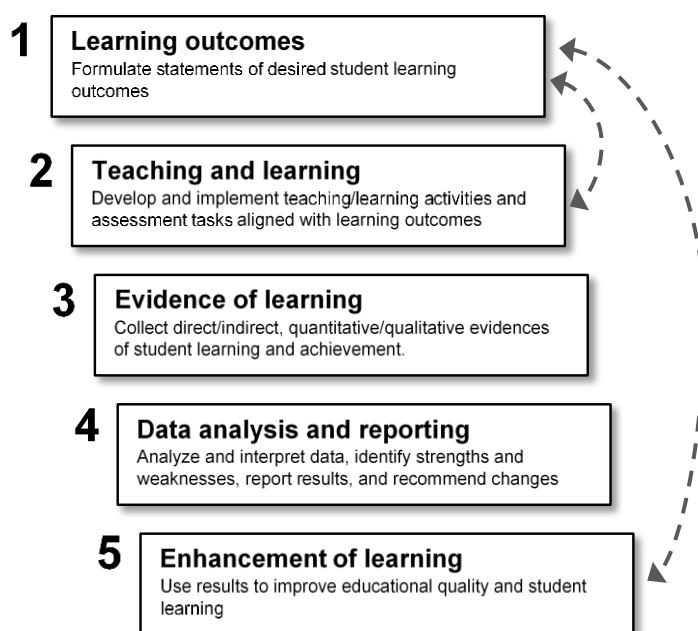 1
Learning outcomes
Formulate statements of desired student learning
outcomes
2
Teaching and learning
Develop and implement teaching/learning activities and
assessment tasks aligned with learning outcomes
3
Evidence of learning
Collect direct/indirect, quantitative/qualitative evidences
of student learning and achievement.
4
Data analysis and reporting
Analyze and interpret data, identify strengths and
weaknesses, report results, and recommend changes
5
Enhancement of learning
Use results to improve educational quality and student
learning